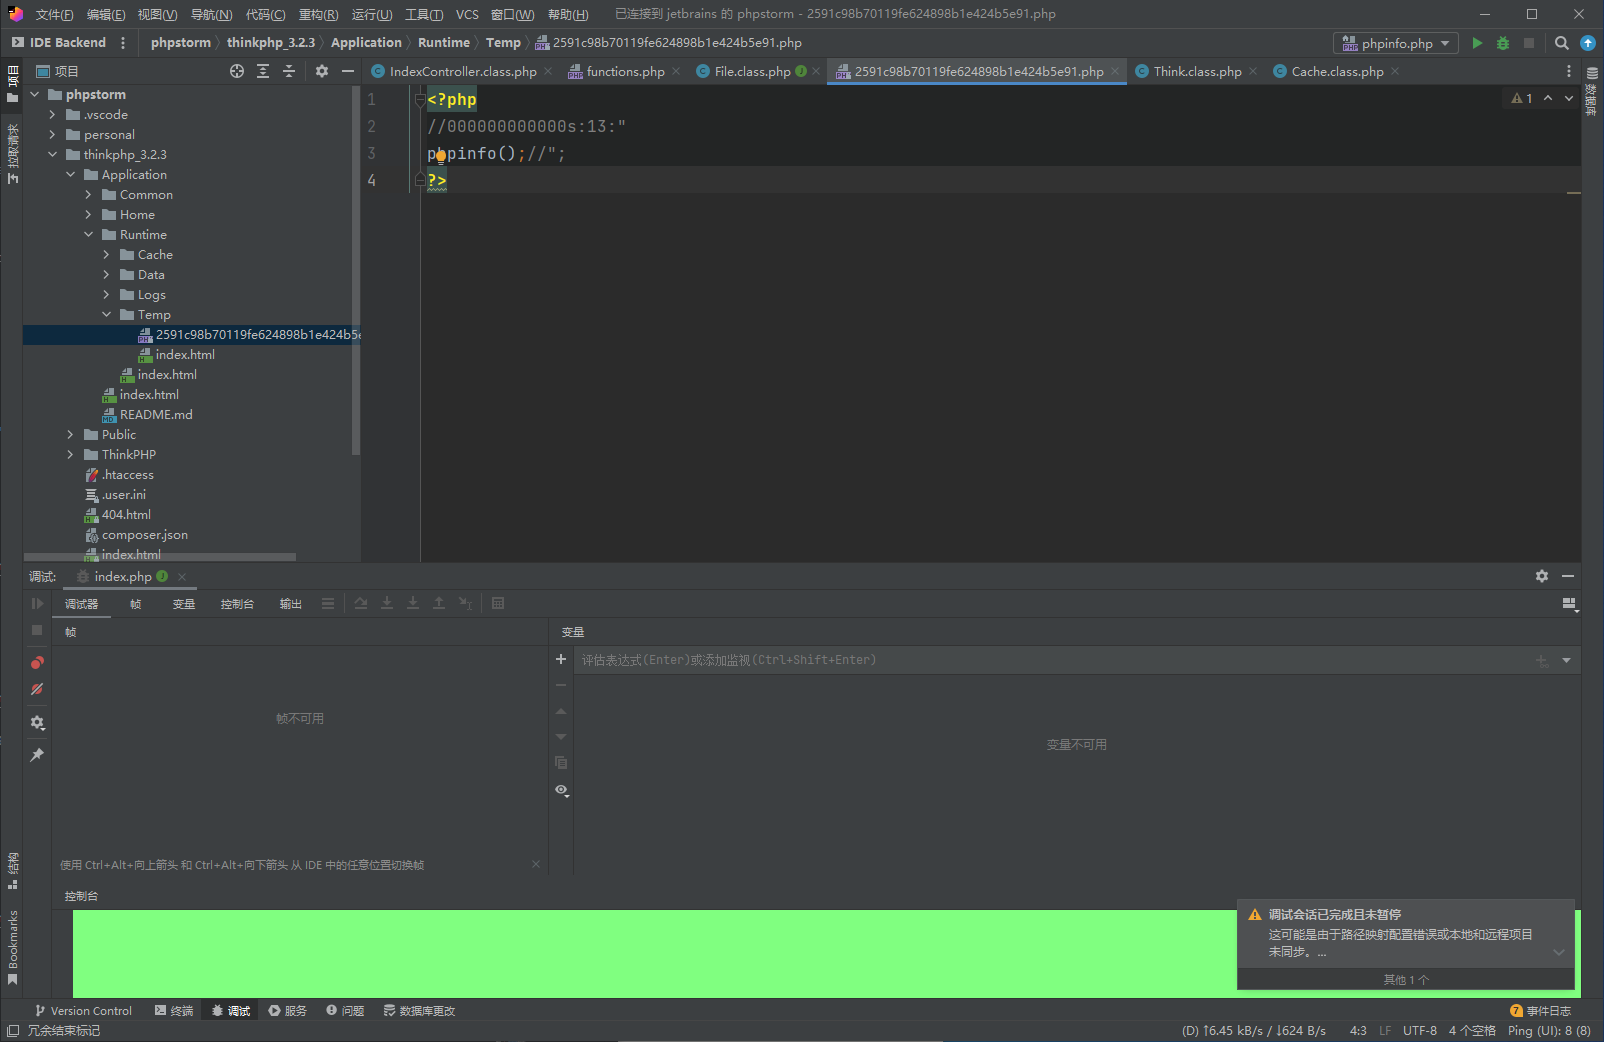 文件(F) 编辑(E) 视图(V) 导航(N) 代码(C) 重构(R) 运行(U) 工具(T) VCS 窗口(W) 帮助(H) 已连接到 jetbrains 的 phpstorm - 2591c98b70119fe624898b1e424b5e91.php
IDE Backend phpstorm thinkphp_3.2.3 Application Runtime Temp 2591c98b70119fe624898b1e424b5e91.php phpinfo.php
项目
IndexController.class.php functions.php File.class.php 2591c98b70119fe624898b1e424b5e91.php Think.class.php Cache.class.php
项目
拉取请求
数据库
phpstorm
.vscode
personal
thinkphp_3.2.3
Application
Common
Home
Runtime
Cache
Data
Logs
Temp
2591c98b70119fe624898b1e424b5e
index.html
index.html
index.html
README.md
Public
ThinkPHP
.htaccess
.user.ini
404.html
composer.json
index.html
1 <?php
2 //000000000000s:13:"
3 phpinfo();//";
4 ?>
1
调试: index.php
调试器 帧 变量 控制台 输出
帧 变量
评估表达式(Enter)或添加监视(Ctrl+Shift+Enter)
帧不可用
变量不可用
使用 Ctrl+Alt+向上箭头 和 Ctrl+Alt+向下箭头 从 IDE 中的任意位置切换帧
控制台
结构
Bookmarks
调试会话已完成且未暂停
这可能是由于路径映射配置错误或本地和远程项目
未同步。...
其他 1 个
Version Control 终端 调试 服务 问题 数据库更改 7 事件日志
冗余结束标记 (D) ↑6.45 kB/s / ↓624 B/s 4:3 LF UTF-8 4 个空格 Ping (UI): 8 (8)